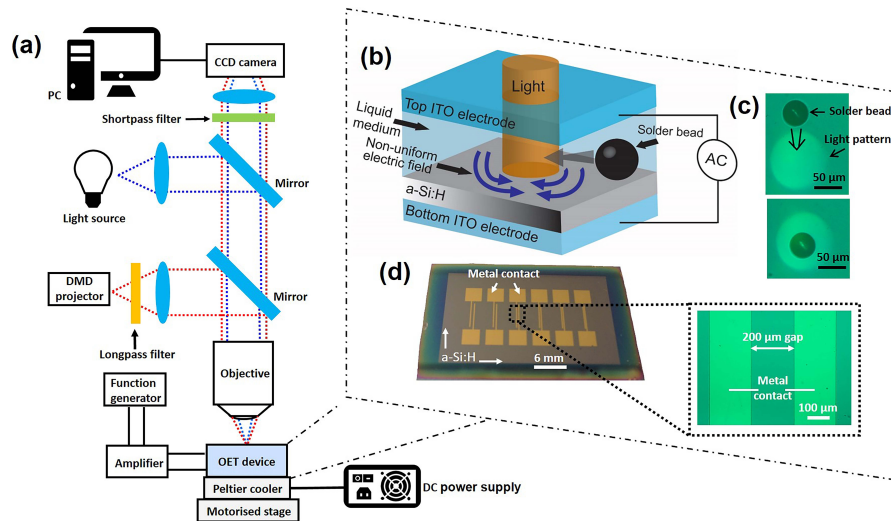 (a)
PC
CCD camera
Shortpass filter
Light source
Mirror
DMD
projector
Mirror
Longpass filter
Function
generator
Objective
Amplifier
OET device
Peltier cooler
Motorised stage
DC power supply
(b)
Light
Top ITO electrode
Liquid
medium
Non-uniform
electric field
Solder bead
AC
a-Si:H
Bottom ITO electrode
(c)
Solder bead
Light pattern
50 µm
50 µm
(d)
Metal contact
a-Si:H
6 mm
200 µm gap
Metal
contact
100 µm